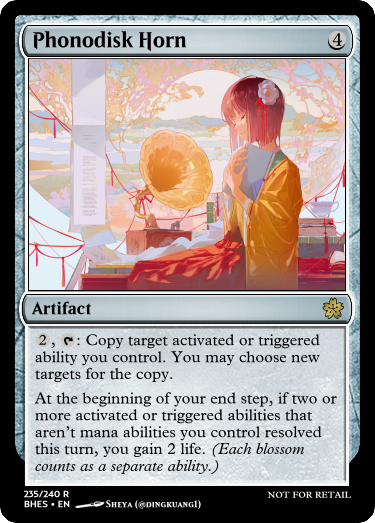 Phonodisk Horn 4
Artifact
2, T: Copy target activated or triggered
ability you control. You may choose new
targets for the copy.
At the beginning of your end step, if two or
more activated or triggered abilities that
aren't mana abilities you control resolved
this turn, you gain 2 life. (Each blossom
counts as a separate ability.)
235/240 R
BHES • EN Sheya (@dingkuang1)
NOT FOR RETAIL